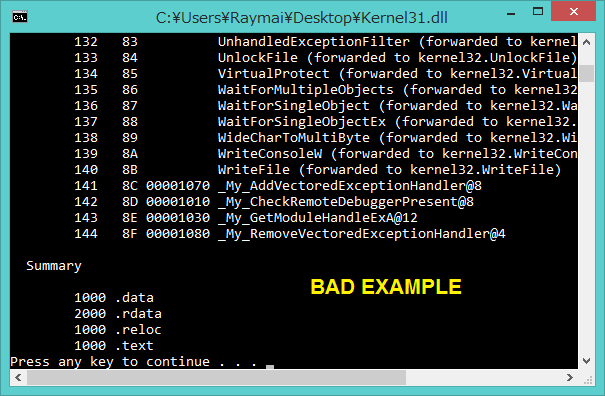 C:¥Users¥Raymai¥Desktop¥Kernel31.dll
132 83 UnhandledExceptionFilter (forwarded to kernel
133 84 UnlockFile (forwarded to kernel32.UnlockFile)
134 85 VirtualProtect (forwarded to kernel32.Virtual
135 86 WaitForMultipleObjects (forwarded to kernel32
136 87 WaitForSingleObject (forwarded to kernel32.Wa
137 88 WaitForSingleObjectEx (forwarded to kernel32.
138 89 WideCharToMultiByte (forwarded to kernel32.Wi
139 8A WriteConsoleW (forwarded to kernel32.WriteCon
140 8B WriteFile (forwarded to kernel32.WriteFile)
141 8C 00001070 _My_AddVectoredExceptionHandler@8
142 8D 00001010 _My_CheckRemoteDebuggerPresent@8
143 8E 00001030 _My_GetModuleHandleExA@12
144 8F 00001080 _My_RemoveVectoredExceptionHandler@4
Summary
BAD EXAMPLE
1000 .data
2000 .rdata
1000 .reloc
1000 .text
Press any key to continue . . .